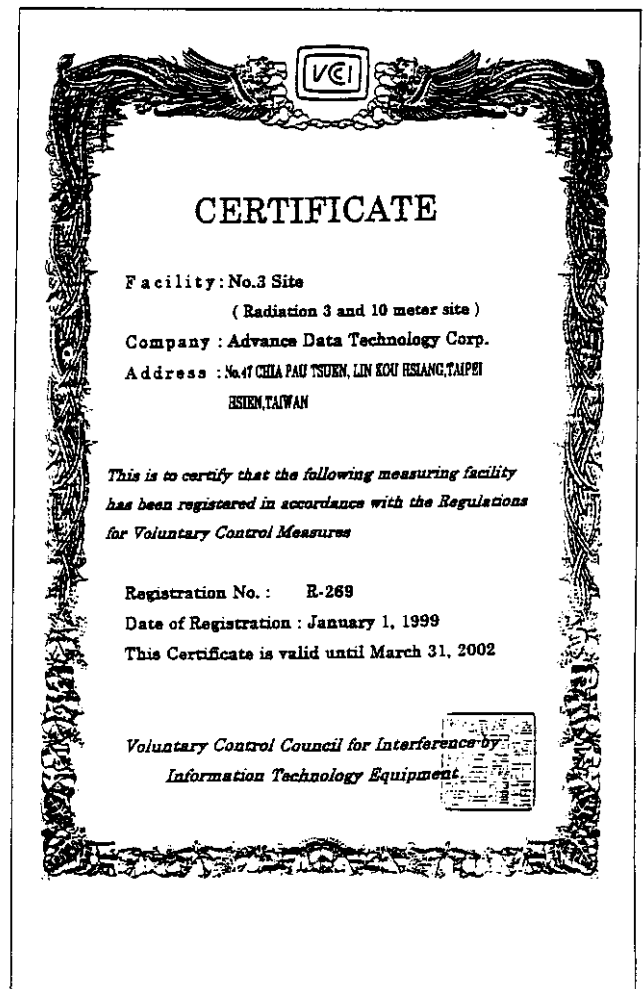 VCI
CERTIFICATE
Facility: No.3 Site
( Radiation 3 and 10 meter site )
Company : Advance Data Technology Corp.
Address : No.47 CHIA PAU TSUEN, LIN KOU HSIANG,TAIPEI
HSIEN,TAIWAN
This is to certify that the following measuring facility
has been registered in accordance with the Regulations
for Voluntary Control Measures
Registration No. : R-269
Date of Registration : January 1, 1999
This Certificate is valid until March 31, 2002
Voluntary Control Council for Interference by
Information Technology Equipment